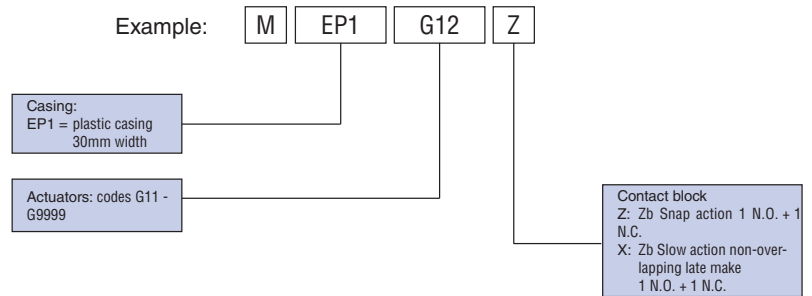 Example: M EP1 G12 Z
Casing:
EP1 = plastic casing
30mm width
Actuators: codes G11 -
G9999
Contact block
Z: Zb Snap action 1 N.O. + 1
N.C.
X: Zb Slow action non-over-
lapping late make
1 N.O. + 1 N.C.